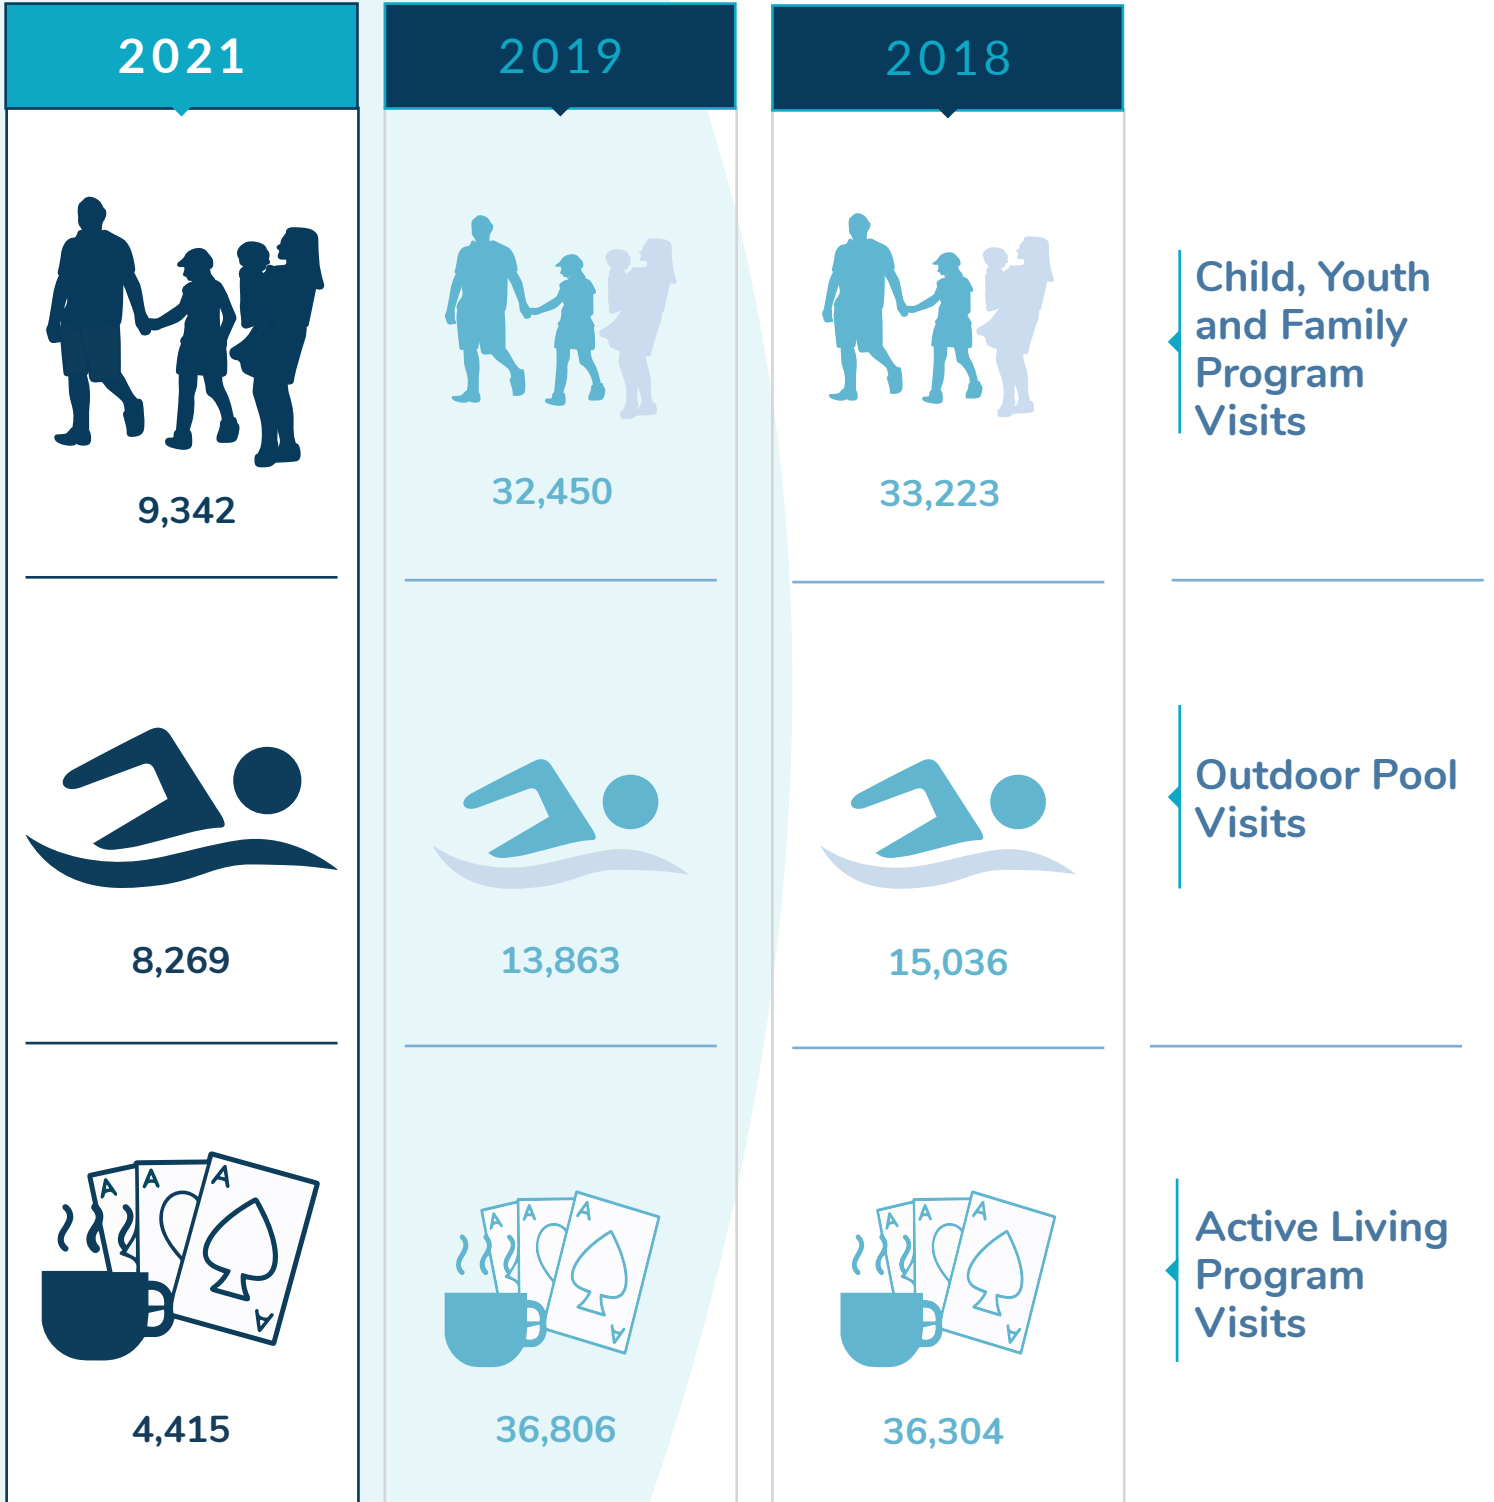 2021
2019
2018
9,342
32,450
33,223
Child, Youth
and Family
Program
Visits
8,269
13,863
15,036
Outdoor Pool
Visits
A
A
A
A
A
A
A
A
A
A
A
A
4,415
36,806
36,304
Active Living
Program
Visits